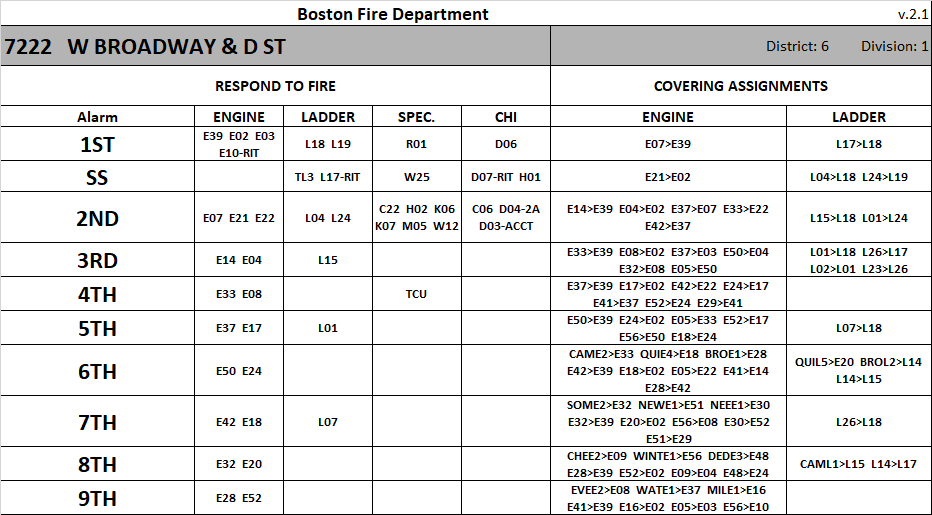 Boston Fire Department v.2.1
7222 W BROADWAY & D ST District: 6 Division: 1
RESPOND TO FIRE COVERING ASSIGNMENTS
Alarm ENGINE LADDER SPEC. CHI ENGINE LADDER
1ST E39 E02 E03 E10-RIT L18 L19 R01 D06 E07>E39 L17>L18
SS TL3 L17-RIT W25 D07-RIT H01 E21>E02 L04>L18 L24>L19
2ND E07 E21 E22 L04 L24 C22 H02 K06 K07 M05 W12 C06 D04-2A D03-ACCT E14>E39 E04>E02 E37>E07 E33>E22 E42>E37 L15>L18 L01>L24
3RD E14 E04 L15 E33>E39 E08>E02 E37>E03 E50>E04 E32>E08 E05>E50 L01>L18 L26>L17 L02>L01 L23>L26
4TH E33 E08 TCU E37>E39 E17>E02 E42>E22 E24>E17 E41>E37 E52>E24 E29>E41
5TH E37 E17 L01 E50>E39 E24>E02 E05>E33 E52>E17 E56>E50 E18>E24 L07>L18
6TH E50 E24 CAME2>E33 QUIE4>E18 BROE1>E28 E42>E39 E18>E02 E05>E22 E41>E14 E28>E42 QUIL5>E20 BROL2>L14 L14>L15
7TH E42 E18 L07 SOME2>E32 NEWE1>E51 NEEE1>E30 E32>E39 E20>E02 E56>E08 E30>E52 E51>E29 L26>L18
8TH E32 E20 CHEE2>E09 WINTE1>E56 DEDE3>E48 E28>E39 E52>E02 E09>E04 E48>E24 CAML1>L15 L14>L17
9TH E28 E52 EVEE2>E08 WATE1>E37 MILE1>E16 E41>E39 E16>E02 E05>E03 E56>E10